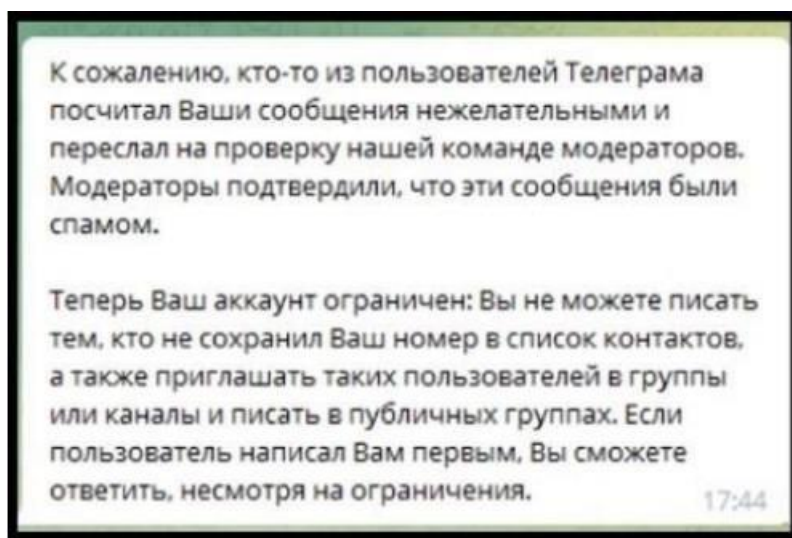 К сожалению, кто-то из пользователей Телеграма
посчитал Ваши сообщения нежелательными и
переслал на проверку нашей команде модераторов.
Модераторы подтвердили, что эти сообщения были
спамом.
Теперь Ваш аккаунт ограничен: Вы не можете писать
тем, кто не сохранил Ваш номер в список контактов,
а также приглашать таких пользователей в группы
или каналы и писать в публичных группах. Если
пользователь написал Вам первым, Вы сможете
ответить, несмотря на ограничения.
17:44